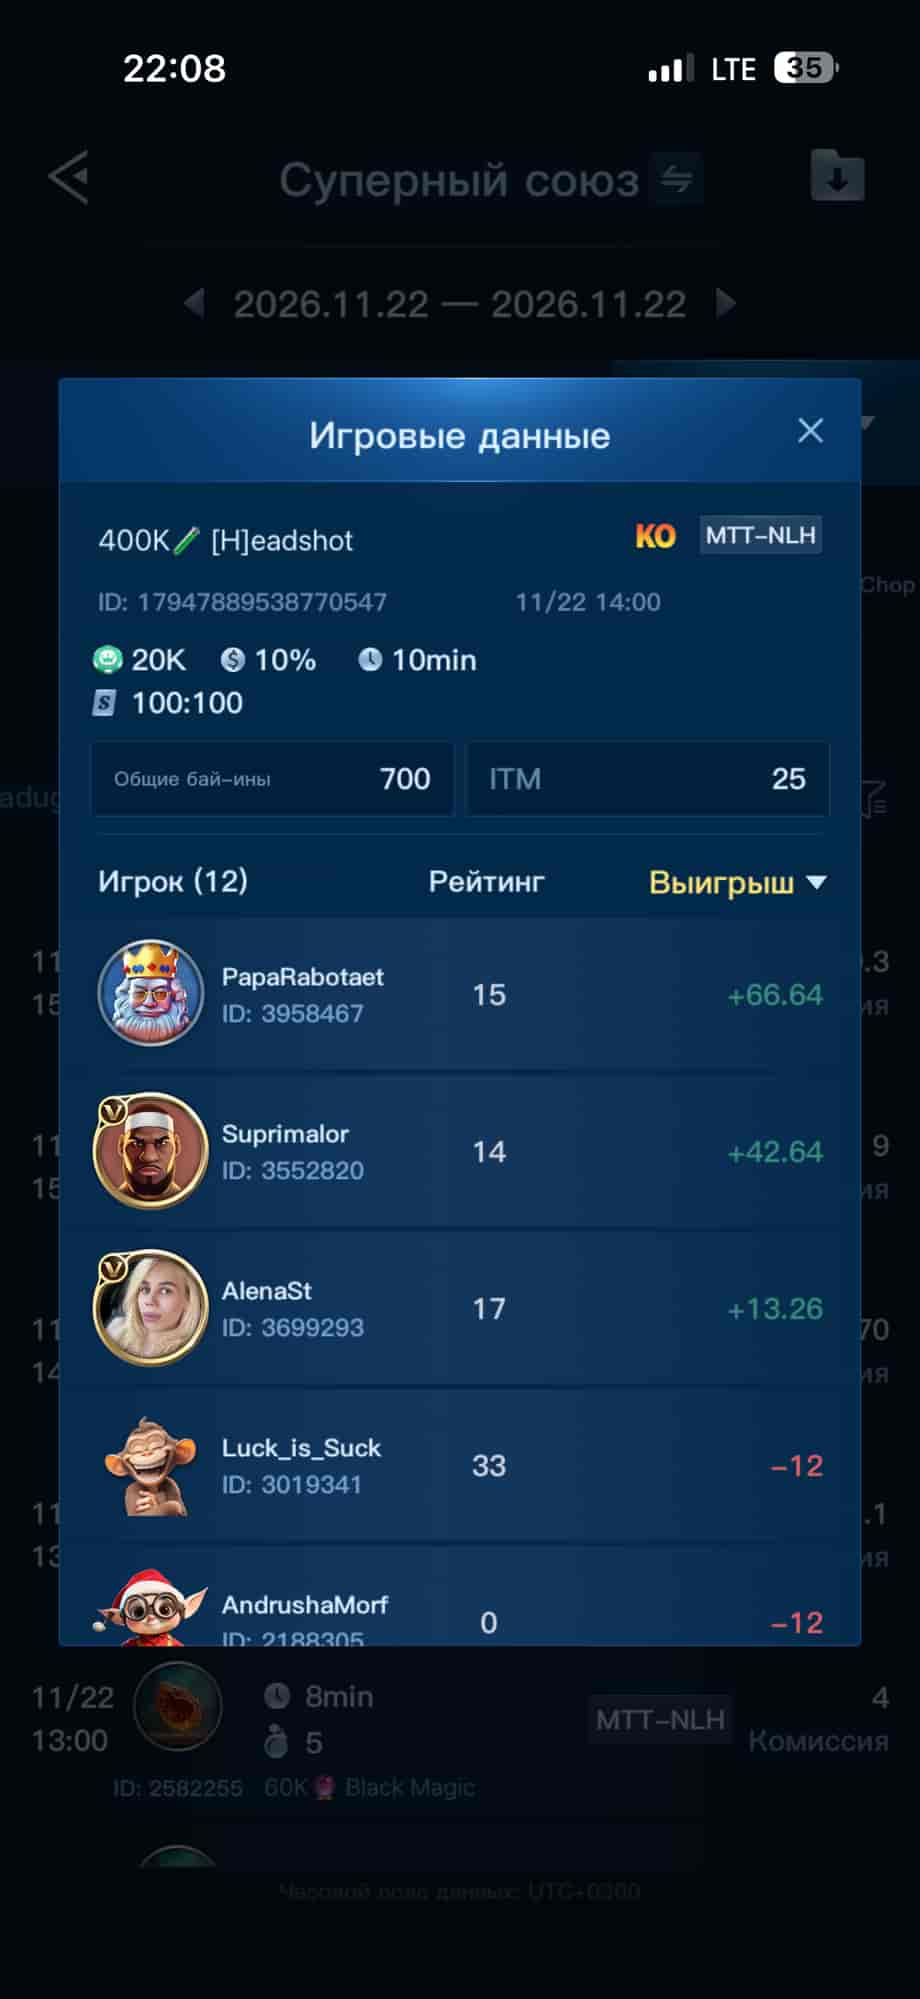 22:08 LTE 35
Суперный союз
2026.11.22 — 2026.11.22
Игровые данные
400K [H]eadshot KO MTT-NLH
Chop
ID: 17947889538770547 11/22 14:00
20K 10% 10min
S 100:100
Общие бай-ины 700 ITM 25
Игрок (12) Рейтинг Выигрыш
PapaRabotaet
ID: 3958467
15 +66.64
Suprimalor
ID: 3552820
14 +42.64
AlenaSt
ID: 3699293
17 +13.26
Luck_is_Suck
ID: 3019341
33 -12
AndrushaMorf
ID: 2188305
0 -12
11/22 8min MTT-NLH 4
13:00 5 Комиссия
ID: 2582255 60K Black Magic
Часовой пояс данных: UTC+0300